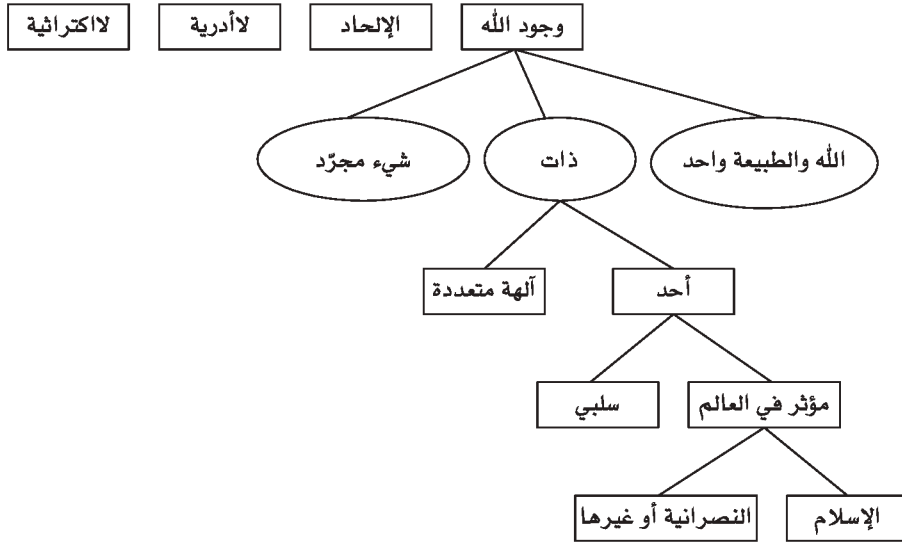 وجود الله
الإلحاد
لاأدرية
لااكتراثية
الله والطبيعة واحد
ذات
شيء مجرّد
أحد
آلهة متعددة
مؤثر في العالم
سلبي
الإسلام
النصرانية أو غيرها